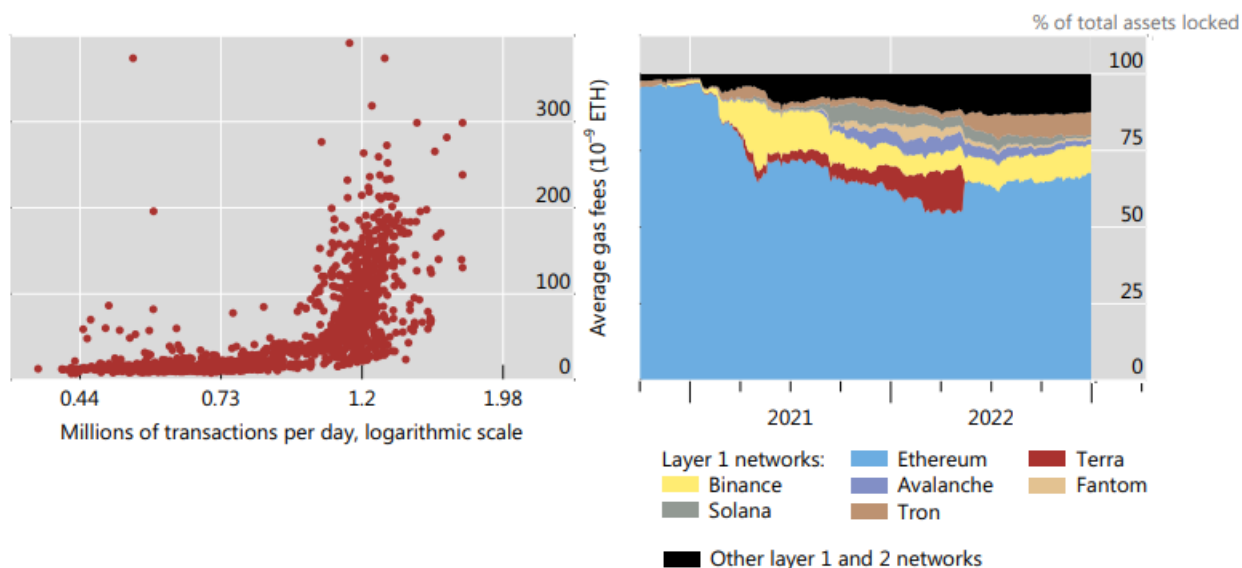 % of total assets locked
300
200
100
0
Average gas fees (10⁻⁹ ETH)
0.44 0.73 1.2 1.98
Millions of transactions per day, logarithmic scale
100
75
50
25
0
2021 2022
Layer 1 networks: Ethereum Terra
Binance Avalanche Fantom
Solana Tron
Other layer 1 and 2 networks